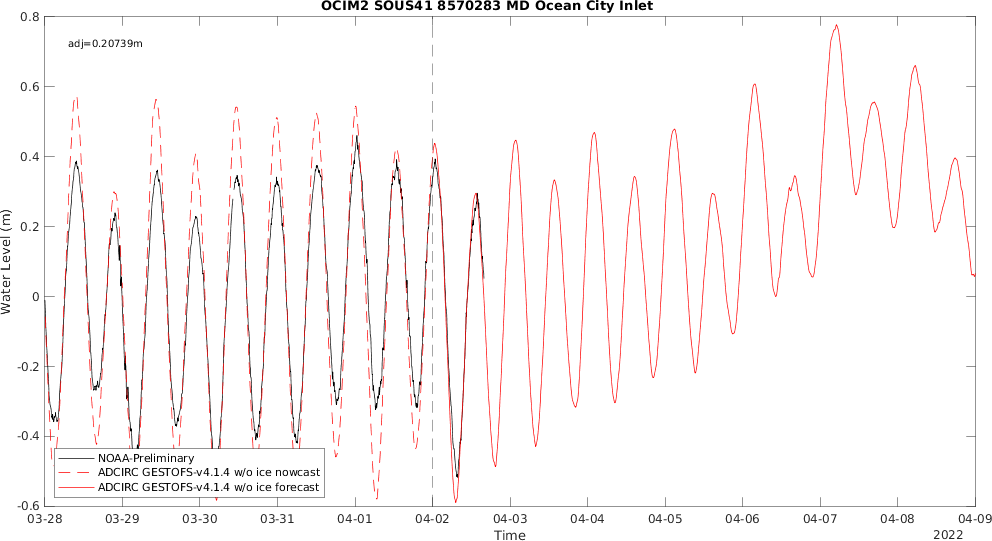 OCIM2 SOUS41 8570283 MD Ocean City Inlet
adj=0.20739m
Water Level (m)
0.8
0.6
0.4
0.2
0
-0.2
-0.4
-0.6
NOAA-Preliminary
ADCIRC GESTOFS-v4.1.4 w/o ice nowcast
ADCIRC GESTOFS-v4.1.4 w/o ice forecast
03-28 03-29 03-30 03-31 04-01 04-02 04-03 04-04 04-05 04-06 04-07 04-08 04-09
Time
2022